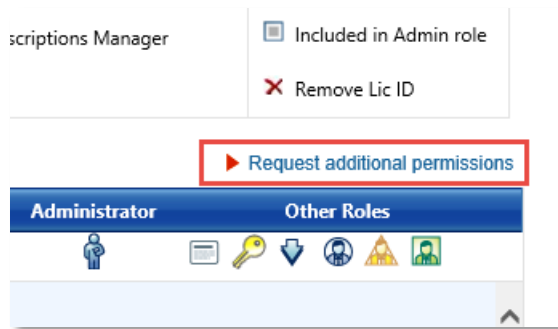 scriptions Manager
Included in Admin role
Remove Lic ID
Request additional permissions
Administrator
Other Roles